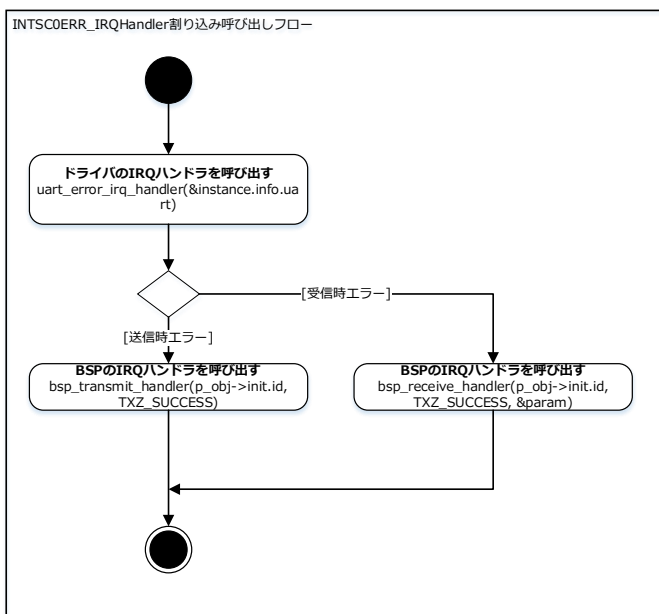 INTSC0ERR_IRQHandler割り込み呼び出しフロー
ドライバのIRQハンドラを呼び出す
uart_error_irq_handler(&instance.info.ua
rt)
[受信時エラー]
[送信時エラー]
BSPのIRQハンドラを呼び出す
bsp_transmit_handler(p_obj->init.id,
TXZ_SUCCESS)
BSPのIRQハンドラを呼び出す
bsp_receive_handler(p_obj->init.id,
TXZ_SUCCESS, &param)